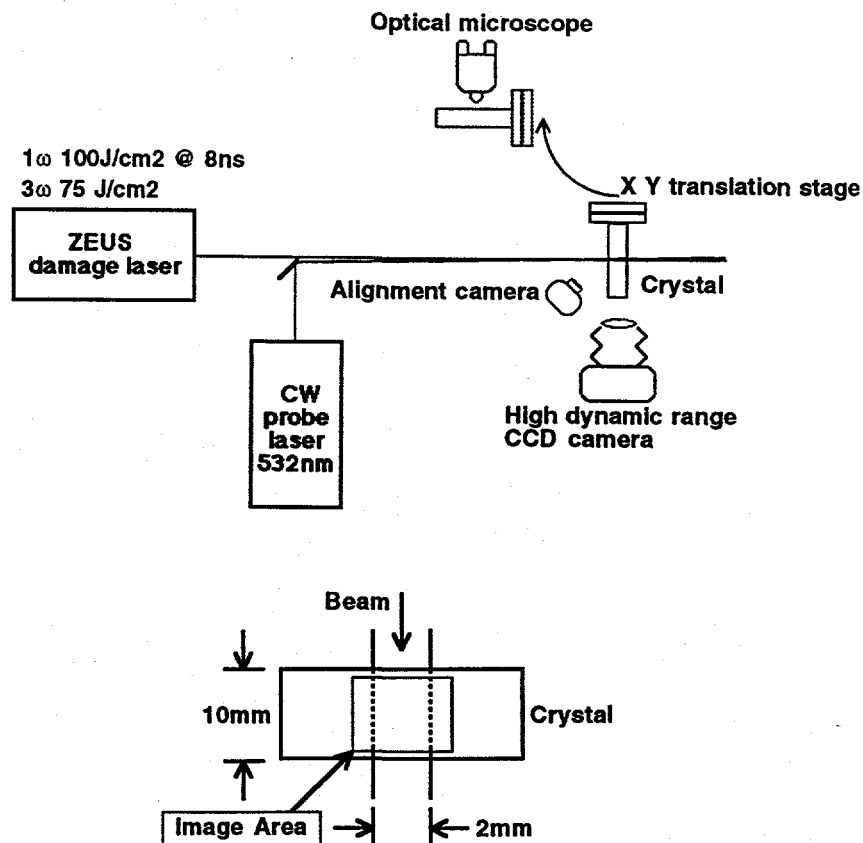 Optical microscope
1ω 100J/cm2 @ 8ns
3ω 75 J/cm2
X Y translation stage
ZEUS
damage laser
Alignment camera
Crystal
CW
probe
laser
532nm
High dynamic range
CCD camera
Beam
10mm
Crystal
Image Area
2mm